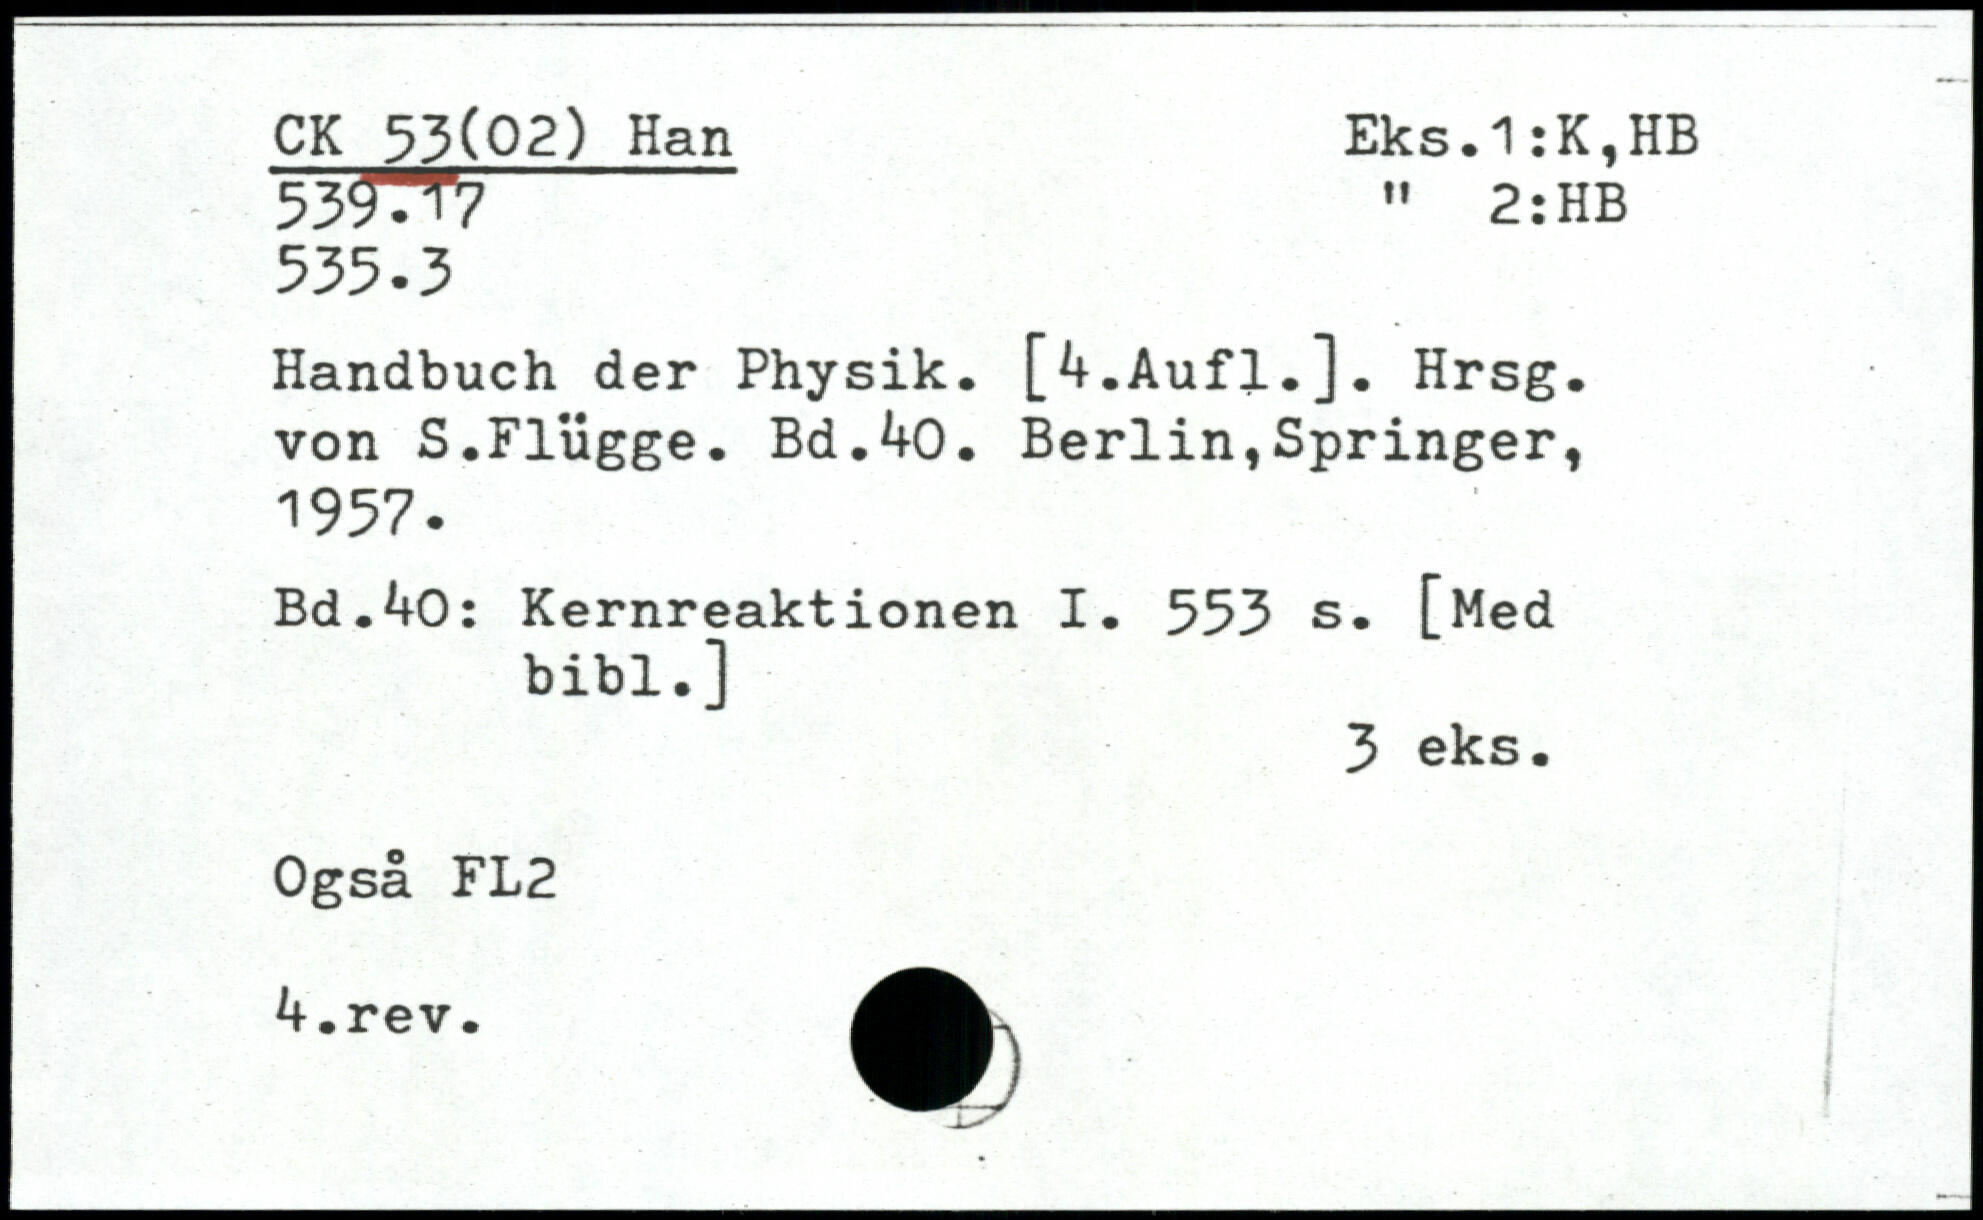 CK 53(02) Han
Eks.1:K,HB
539.17
" 2:HB
535.3
Handbuch der Physik. [4.Aufl.]. Hrsg.
von S.Flügge. Bd.40. Berlin,Springer,
1957.
Bd.40: Kernreaktionen I. 553 s. [Med
bibl.]
3 eks.
Også FL2
4.rev.